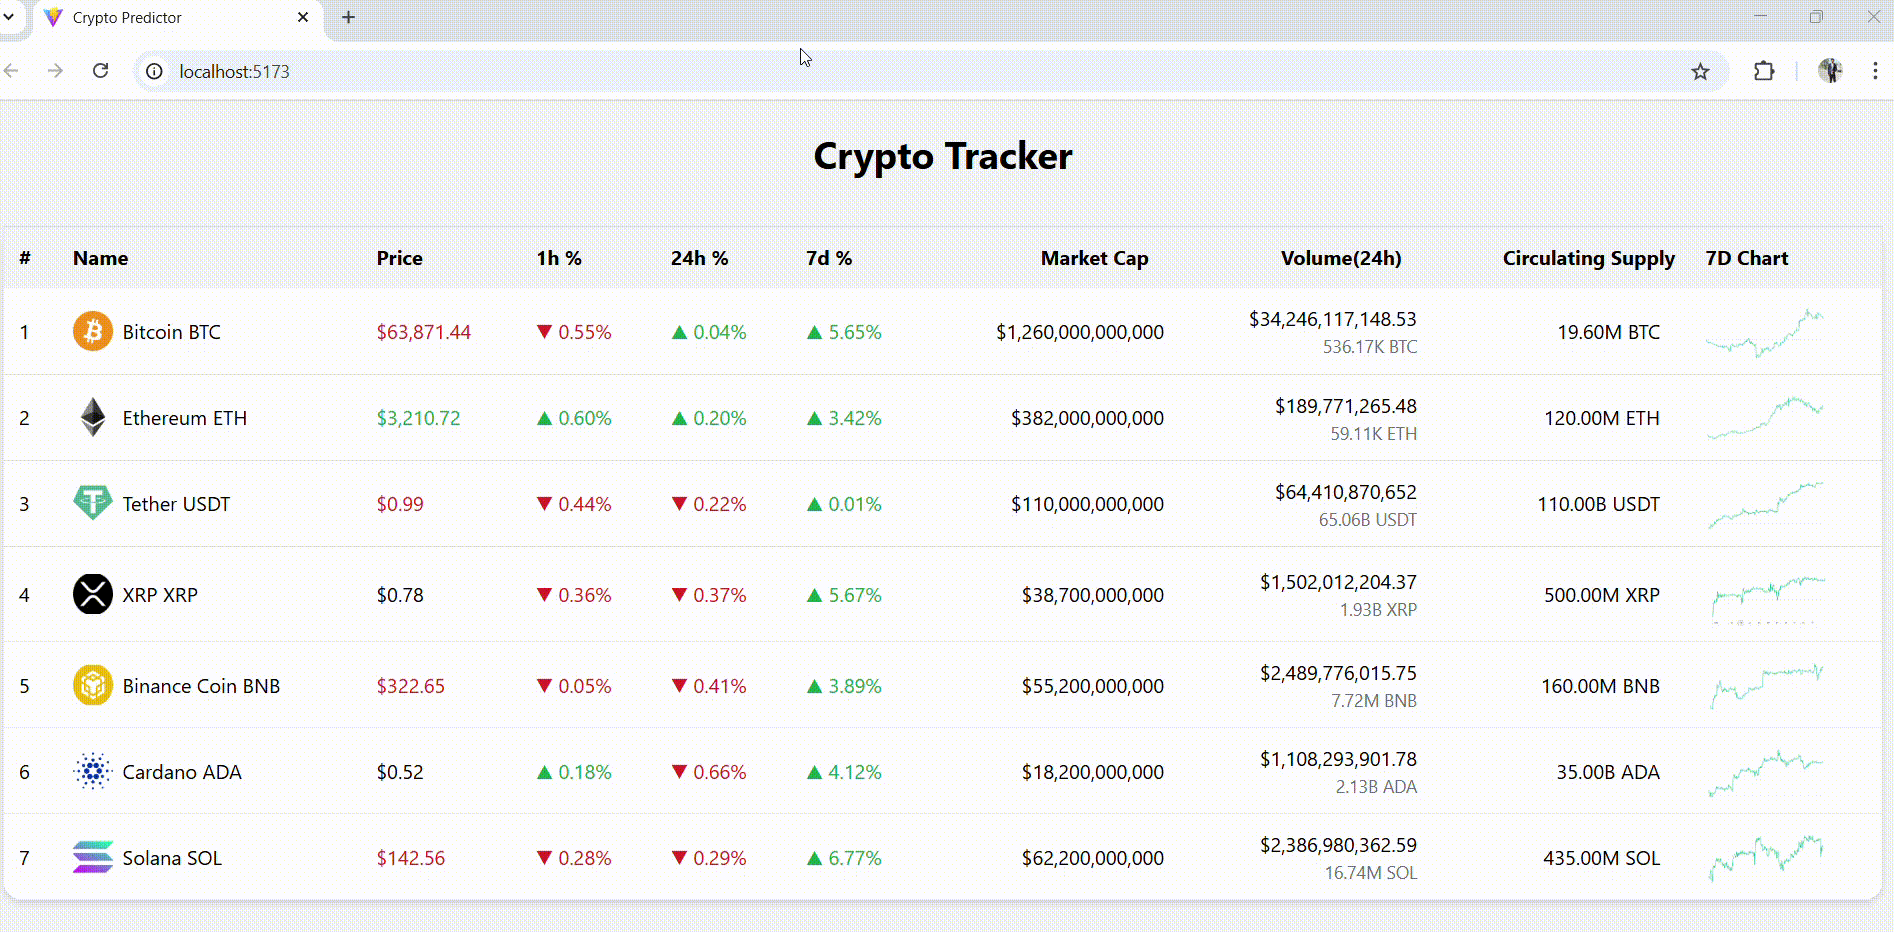 Crypto Predictor
localhost:5173
Crypto Tracker
# Name Price 1h % 24h % 7d % Market Cap Volume(24h) Circulating Supply 7D Chart
1 Bitcoin BTC $63,871.44 ▼ 0.55% ▲ 0.04% ▲ 5.65% $1,260,000,000,000 $34,246,117,148.53 19.60M BTC
536.17K BTC
2 Ethereum ETH $3,210.72 ▲ 0.60% ▲ 0.20% ▲ 3.42% $382,000,000,000 $189,771,265.48 120.00M ETH
59.11K ETH
3 Tether USDT $0.99 ▼ 0.44% ▼ 0.22% ▲ 0.01% $110,000,000,000 $64,410,870,652 110.00B USDT
65.06B USDT
4 XRP XRP $0.78 ▼ 0.36% ▼ 0.37% ▲ 5.67% $38,700,000,000 $1,502,012,204.37 500.00M XRP
1.93B XRP
5 Binance Coin BNB $322.65 ▼ 0.05% ▼ 0.41% ▲ 3.89% $55,200,000,000 $2,489,776,015.75 160.00M BNB
7.72M BNB
6 Cardano ADA $0.52 ▲ 0.18% ▼ 0.66% ▲ 4.12% $18,200,000,000 $1,108,293,901.78 35.00B ADA
2.13B ADA
7 Solana SOL $142.56 ▼ 0.28% ▼ 0.29% ▲ 6.77% $62,200,000,000 $2,386,980,362.59 435.00M SOL
16.74M SOL